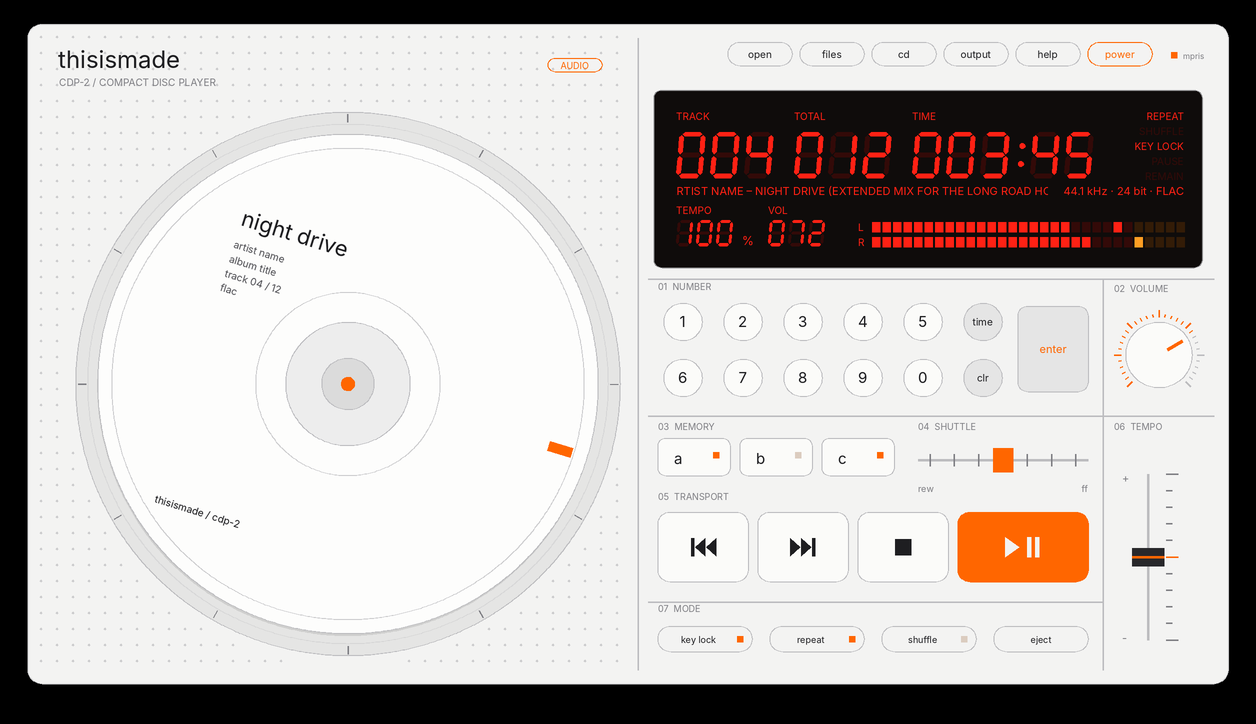 thisismade
CDP-2 / COMPACT DISC PLAYER
AUDIO
night drive
artist name
album title
track 04 / 12
flac
thisismade / cdp-2
open files cd output help power mpris
TRACK TOTAL TIME REPEAT
SHUFFLE
004 012 003:45 KEY LOCK
PAUSE
REMAIN
RTIST NAME – NIGHT DRIVE (EXTENDED MIX FOR THE LONG ROAD HO 44.1 kHz · 24 bit · FLAC
TEMPO VOL
100 % 072 L
R
01 NUMBER
1 2 3 4 5 time
enter
6 7 8 9 0 clr
02 VOLUME
03 MEMORY
a b c
04 SHUTTLE
rew ff
05 TRANSPORT
06 TEMPO
+
-
07 MODE
key lock repeat shuffle eject